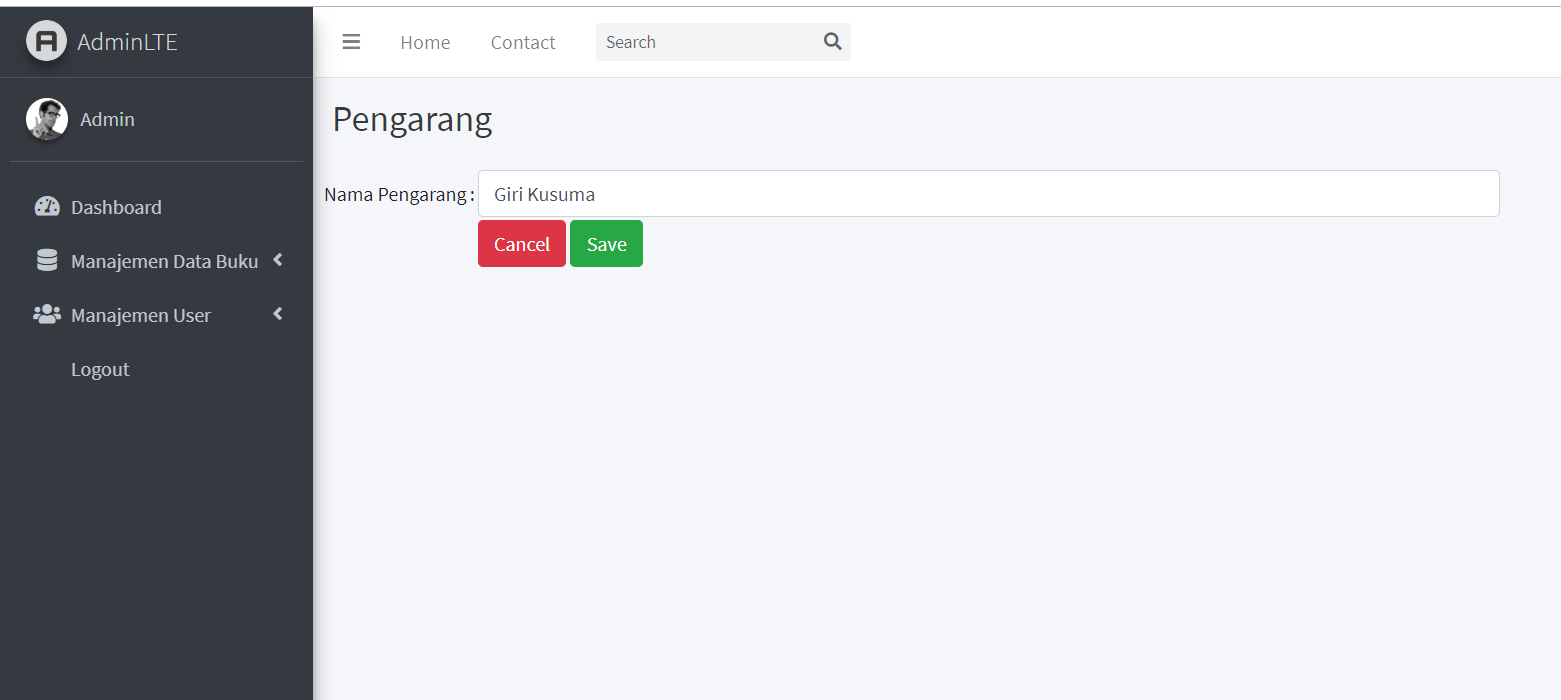 AdminLTE
Home Contact Search
Admin
Pengarang
Nama Pengarang : Giri Kusuma
Cancel Save
Dashboard
Manajemen Data Buku
Manajemen User
Logout